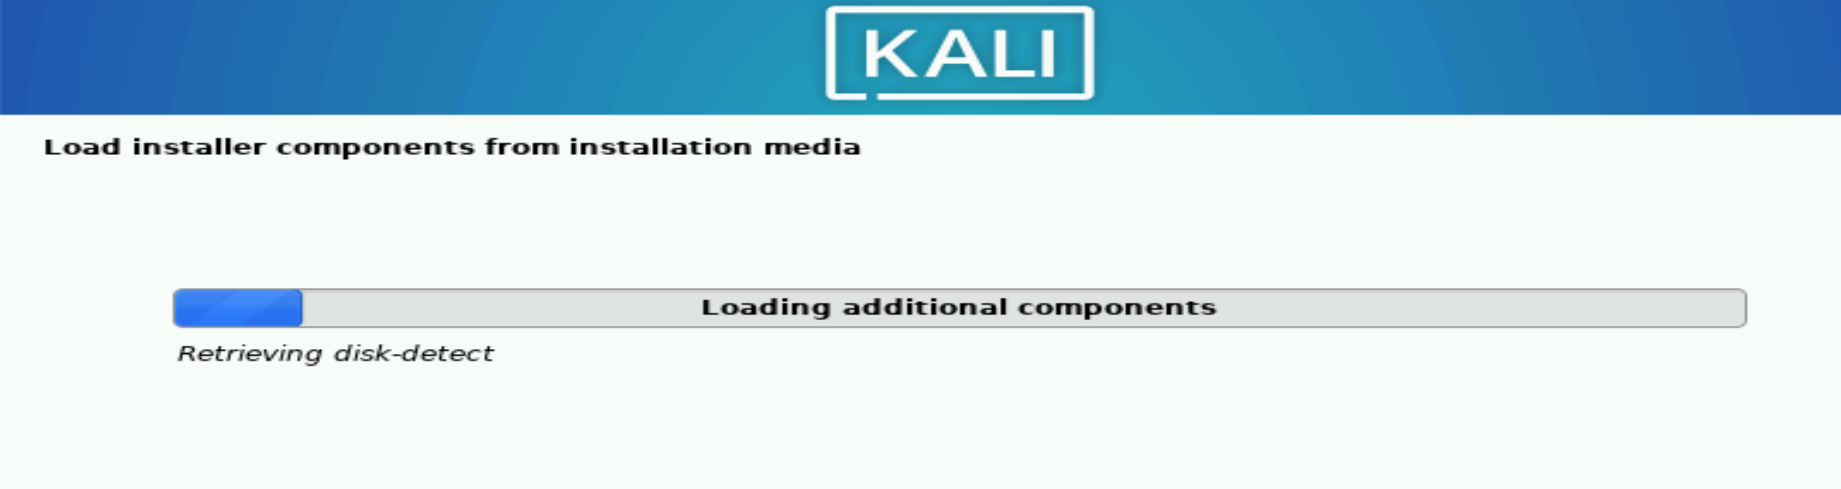 KALI
Load installer components from installation media
Loading additional components
Retrieving disk-detect